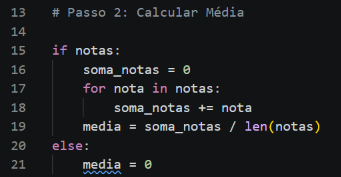 13 # Passo 2: Calcular Média
14
15 if notas:
16     soma_notas = 0
17     for nota in notas:
18         soma_notas += nota
19     media = soma_notas / len(notas)
20 else:
21     media = 0